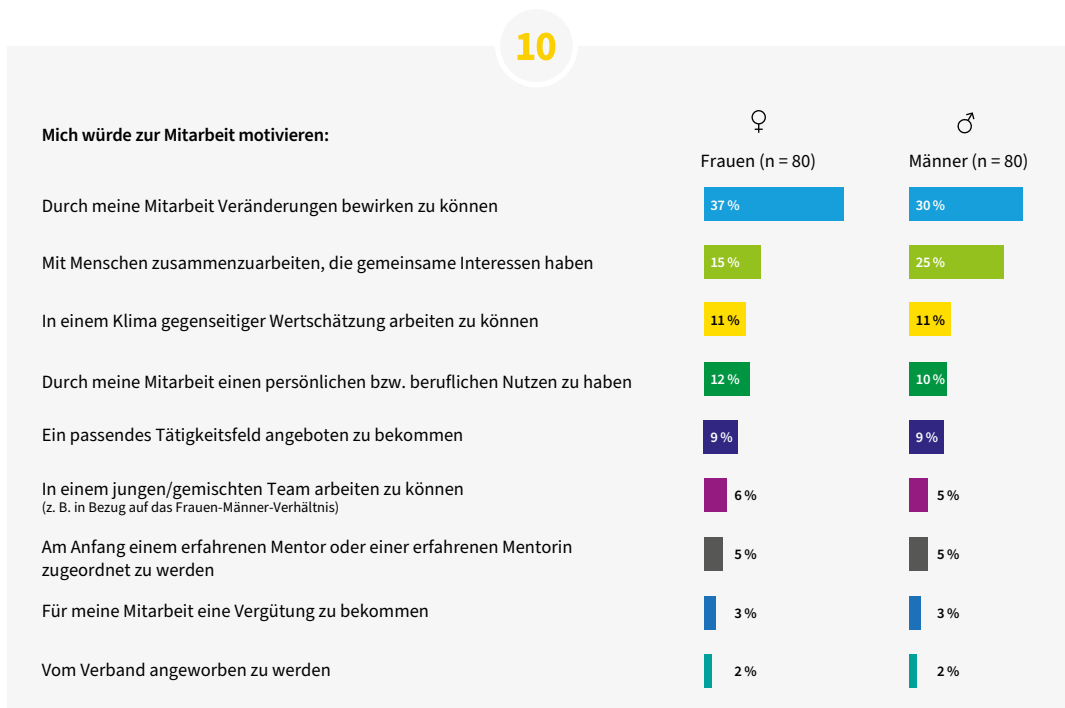 10
♀ ♂
Mich würde zur Mitarbeit motivieren:
Frauen (n = 80) Männer (n = 80)
Durch meine Mitarbeit Veränderungen bewirken zu können 37 % 30 %
Mit Menschen zusammenzuarbeiten, die gemeinsame Interessen haben 15 % 25 %
In einem Klima gegenseitiger Wertschätzung arbeiten zu können 11 % 11 %
Durch meine Mitarbeit einen persönlichen bzw. beruflichen Nutzen zu haben 12 % 10 %
Ein passendes Tätigkeitsfeld angeboten zu bekommen 9 % 9 %
In einem jungen/gemischten Team arbeiten zu können 6 % 5 %
(z. B. in Bezug auf das Frauen-Männer-Verhältnis)
Am Anfang einem erfahrenen Mentor oder einer erfahrenen Mentorin 5 % 5 %
zugeordnet zu werden
Für meine Mitarbeit eine Vergütung zu bekommen 3 % 3 %
Vom Verband angeworben zu werden 2 % 2 %